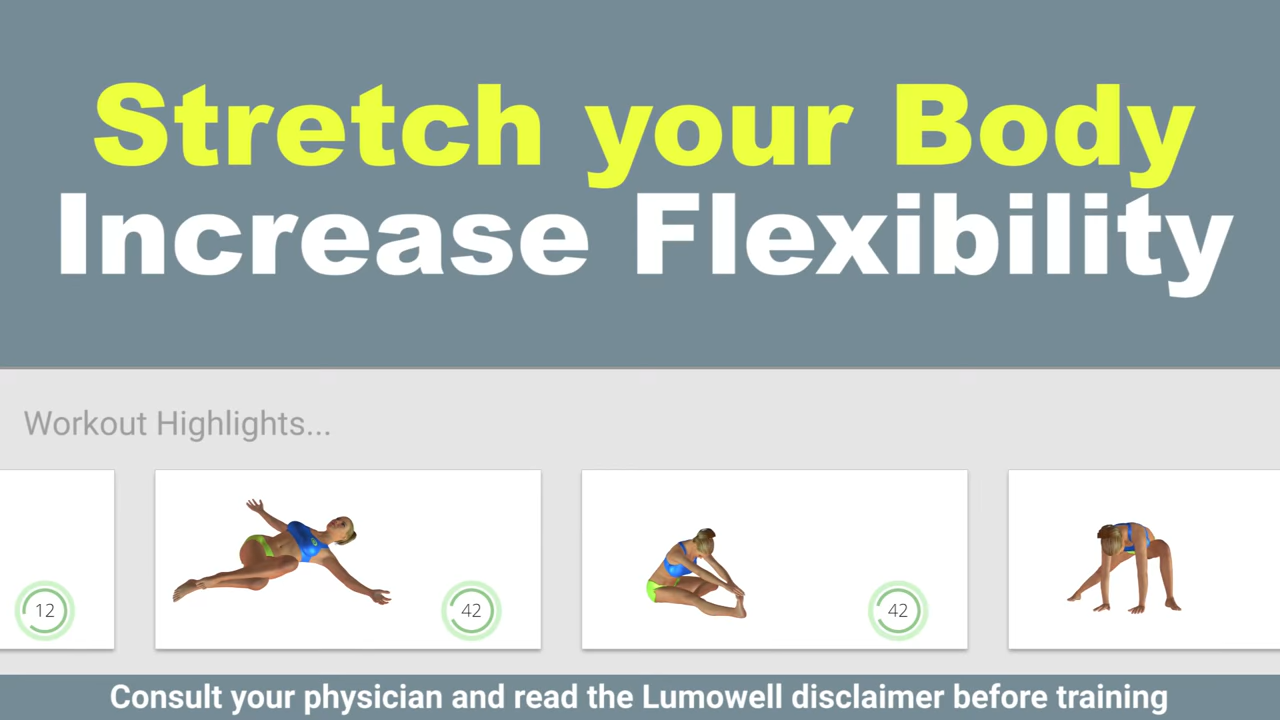 Stretch your Body
Increase Flexibility
Workout Highlights...
12
42
42
Consult your physician and read the Lumowell disclaimer before training